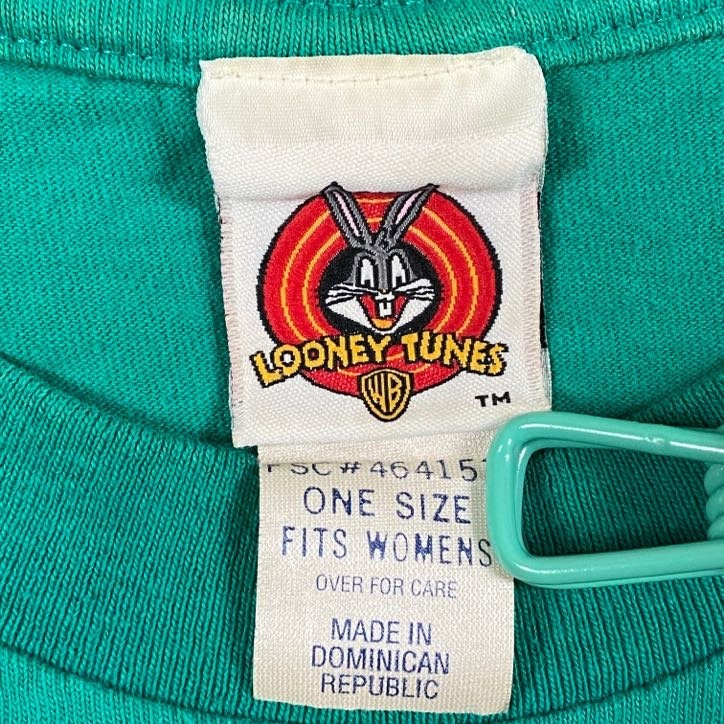 LOONEY TUNES
WB
TM
ONE SIZE
FITS WOMENS
OVER FOR CARE
MADE IN
DOMINICAN
REPUBLIC